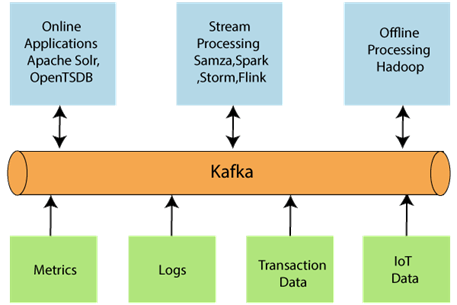 Online
Applications
Apache Solr,
OpenTSDB
Stream
Processing
Samza,Spark
,Storm,Flink
Offline
Processing
Hadoop
Kafka
Metrics
Logs
Transaction
Data
IoT
Data